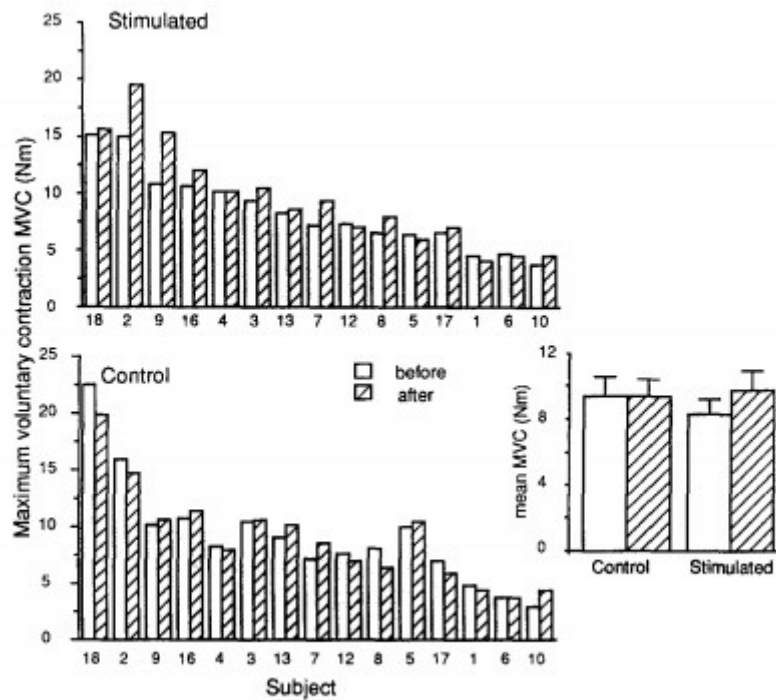 Maximum voluntary contraction MVC (Nm)
Stimulated
25
20
15
10
5
0
18 2 9 16 4 3 13 7 12 8 5 17 1 6 10
Control
before
after
25
20
15
10
5
0
18 2 9 16 4 3 13 7 12 8 5 17 1 6 10
Subject
mean MVC (Nm)
12
8
4
0
Control Stimulated